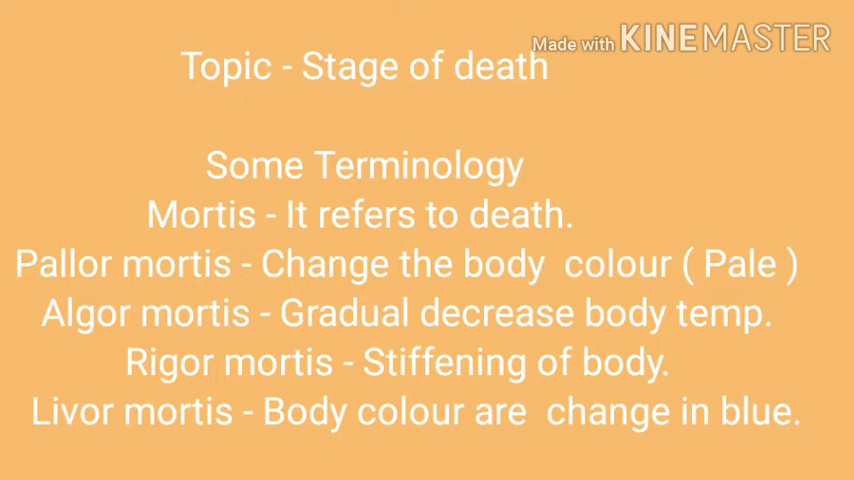 Made with KINEMASTER
Topic - Stage of death
Some Terminology
Mortis - It refers to death.
Pallor mortis - Change the body colour ( Pale )
Algor mortis - Gradual decrease body temp.
Rigor mortis - Stiffening of body.
Livor mortis - Body colour are change in blue.